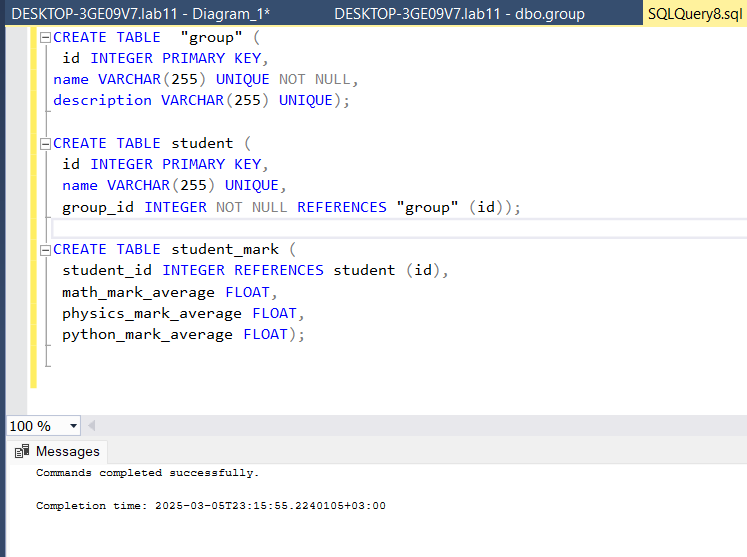 DESKTOP-3GE09V7.lab11 - Diagram_1* DESKTOP-3GE09V7.lab11 - dbo.group SQLQuery8.sql
CREATE TABLE "group" (
id INTEGER PRIMARY KEY,
name VARCHAR(255) UNIQUE NOT NULL,
description VARCHAR(255) UNIQUE);
CREATE TABLE student (
id INTEGER PRIMARY KEY,
name VARCHAR(255) UNIQUE,
group_id INTEGER NOT NULL REFERENCES "group" (id));
CREATE TABLE student_mark (
student_id INTEGER REFERENCES student (id),
math_mark_average FLOAT,
physics_mark_average FLOAT,
python_mark_average FLOAT);
100 %
Messages
Commands completed successfully.
Completion time: 2025-03-05T23:15:55.2240105+03:00